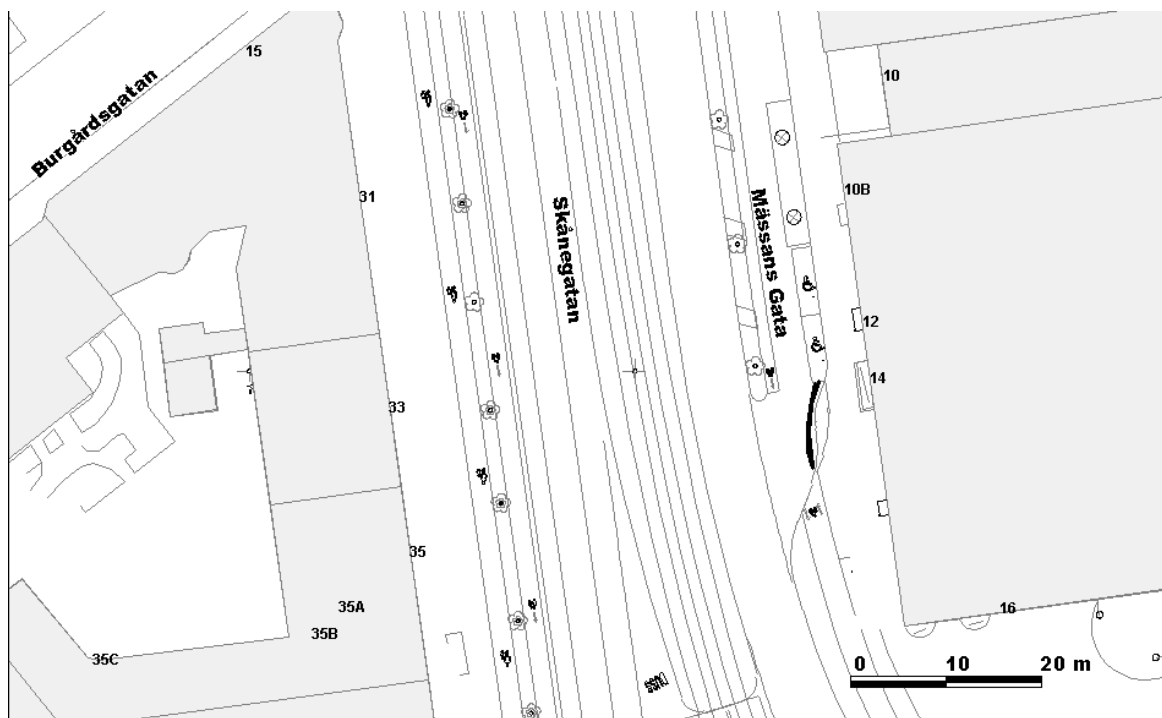 15
Burgårdsgatan
31
33
35
35A
35B
35C
Skånegatan
Mässans Gata
10
10B
12
14
16
0 10 20 m